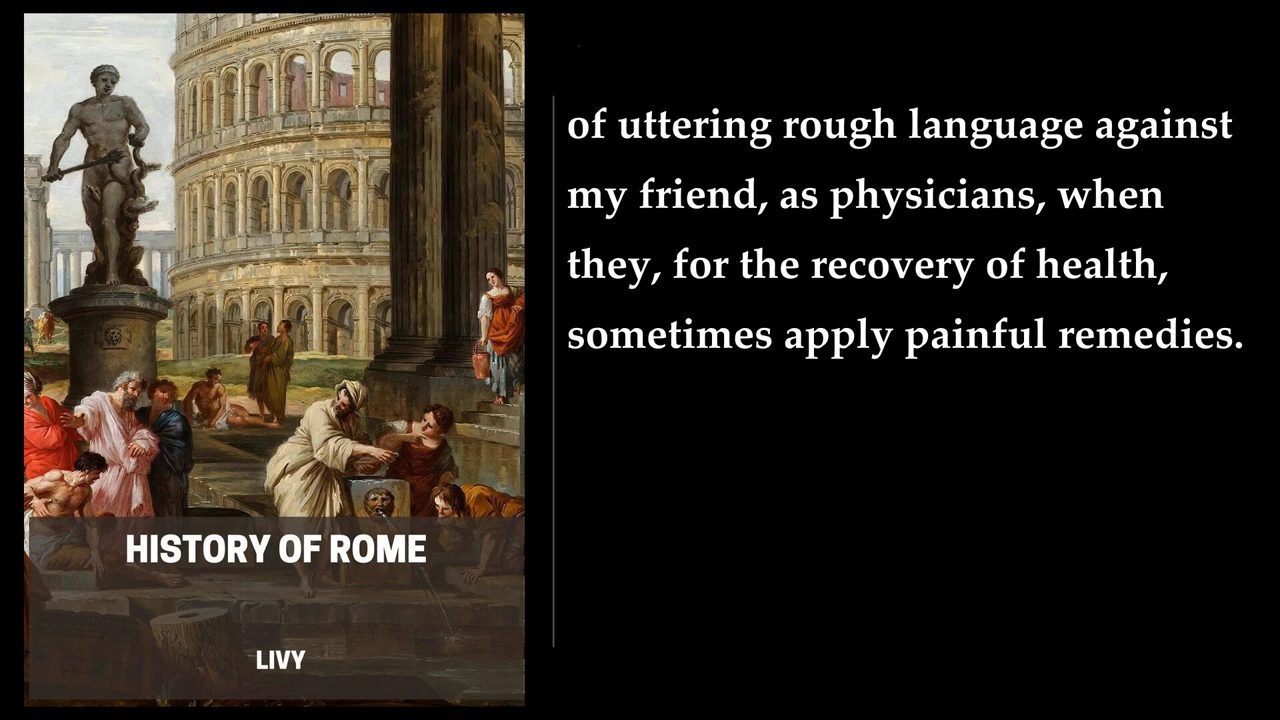 of uttering rough language against
my friend, as physicians, when
they, for the recovery of health,
sometimes apply painful remedies.
HISTORY OF ROME
LIVY